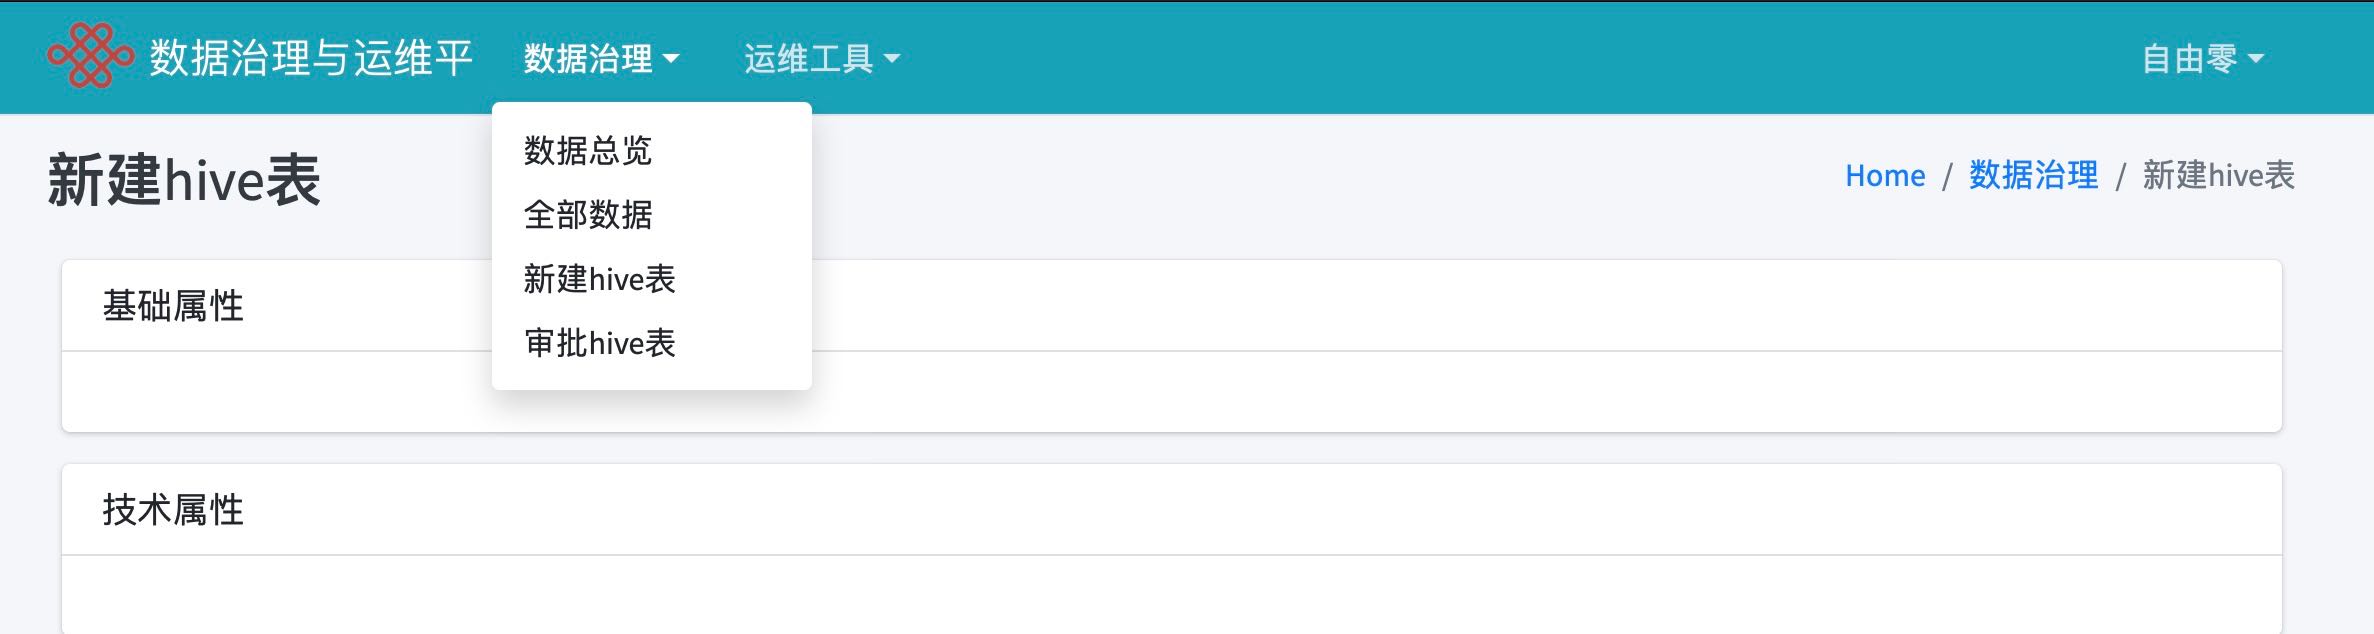 数据治理与运维平 数据治理 运维工具 自由零
数据总览
全部数据
新建hive表
审批hive表
新建hive表
Home / 数据治理 / 新建hive表
基础属性
技术属性